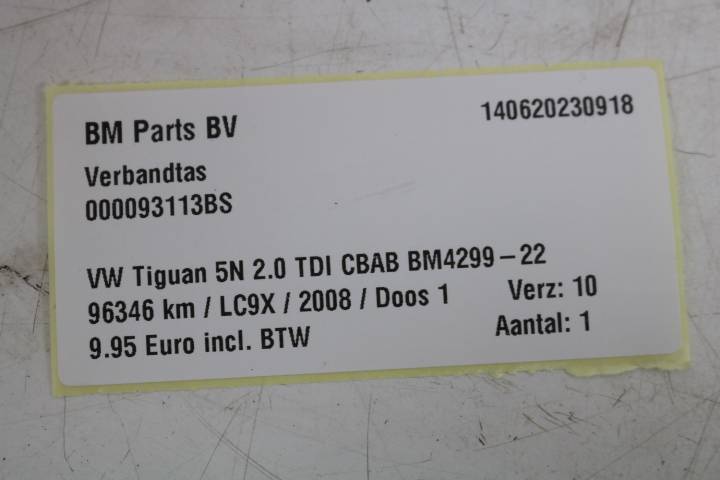 BM Parts BV 140620230918
Verbandtas
000093113BS
VW Tiguan 5N 2.0 TDI CBAB BM4299-22
96346 km / LC9X / 2008 / Doos 1 Verz: 10
9.95 Euro incl. BTW Aantal: 1